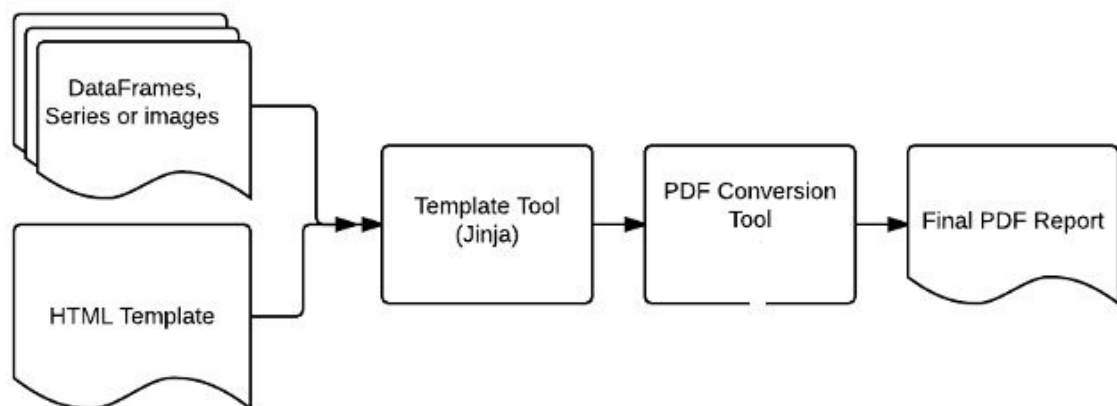 DataFrames,
Series or images
HTML Template
Template Tool
(Jinja)
PDF Conversion
Tool
Final PDF Report